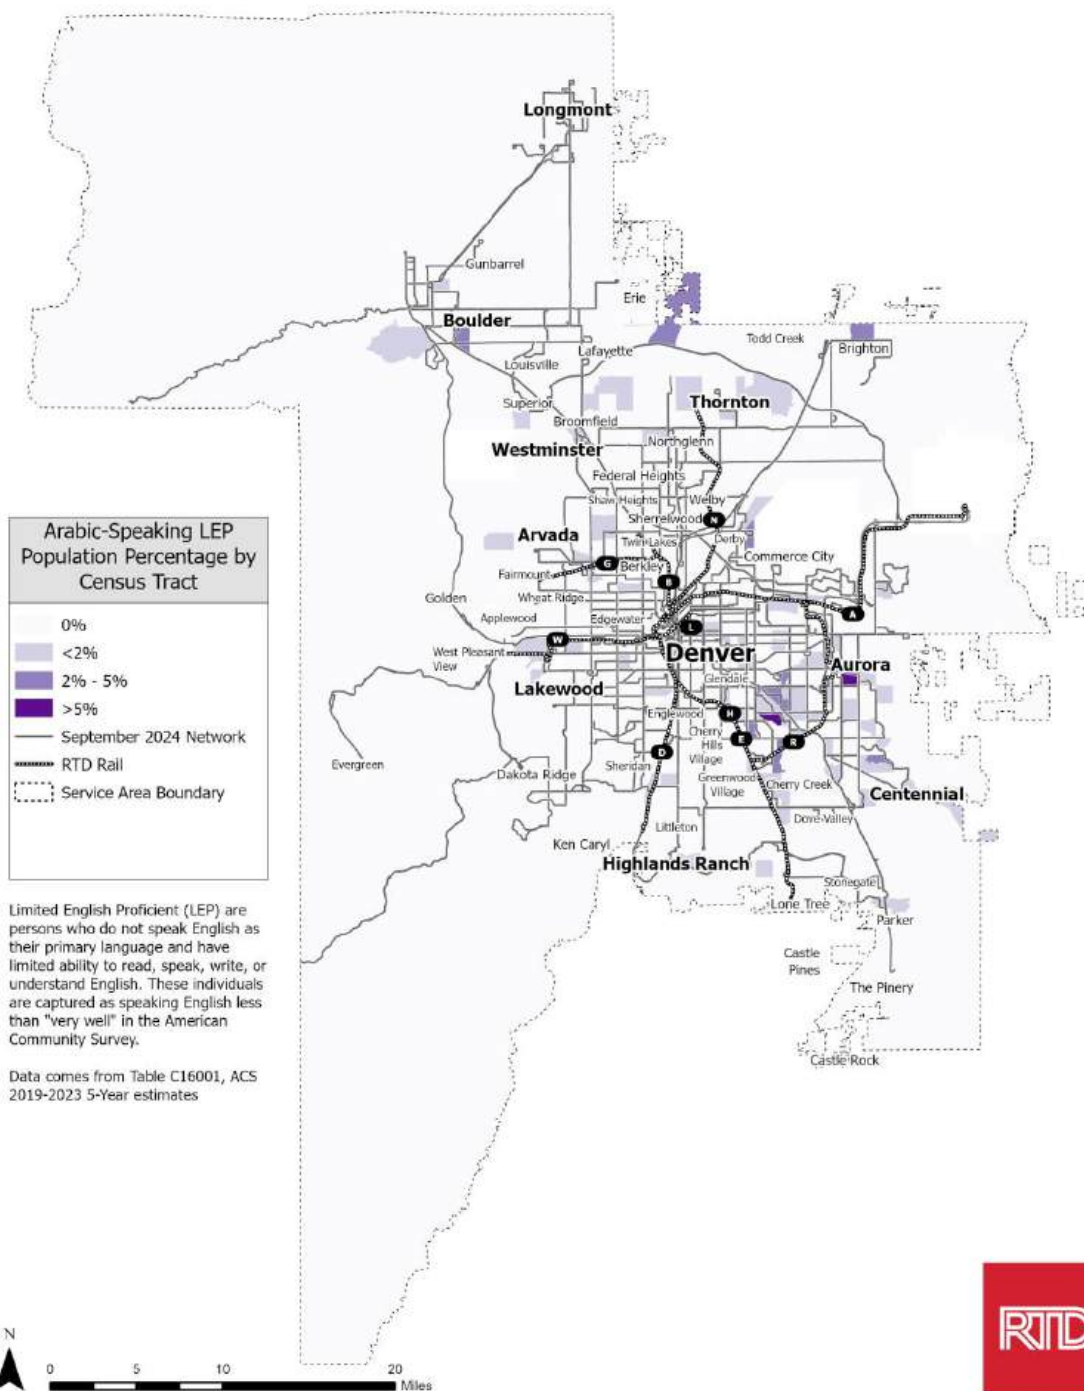 Longmont
Gunbarrel
Erie
Boulder
Todd Creek
Brighton
Lafayette
Louisville
Superior
Thornton
Broomfield
Northglenn
Westminster
Federal Heights
Shaw Heights
Welby
Sherrelwood
N
Arvada
Twin Lakes
Derby
Commerce City
G
Berkley
Fairmount
B
Golden
Wheat Ridge
Applewood
Edgewater
A
L
W
West Pleasant
View
Denver
Aurora
Glendale
Lakewood
Englewood
H
Cherry
Hills
Village
E
R
D
Evergreen
Sheridan
Dakota Ridge
Greenwood
Village
Cherry Creek
Centennial
Dove Valley
Littleton
Ken Caryl
Highlands Ranch
Stonegate
Lone Tree
Parker
Castle
Pines
The Pinery
Castle Rock
Arabic-Speaking LEP
Population Percentage by
Census Tract
0%
<2%
2% - 5%
>5%
September 2024 Network
RTD Rail
Service Area Boundary
Limited English Proficient (LEP) are
persons who do not speak English as
their primary language and have
limited ability to read, speak, write, or
understand English. These individuals
are captured as speaking English less
than "very well" in the American
Community Survey.
Data comes from Table C16001, ACS
2019-2023 5-Year estimates
N
0 5 10 20
Miles
RTD